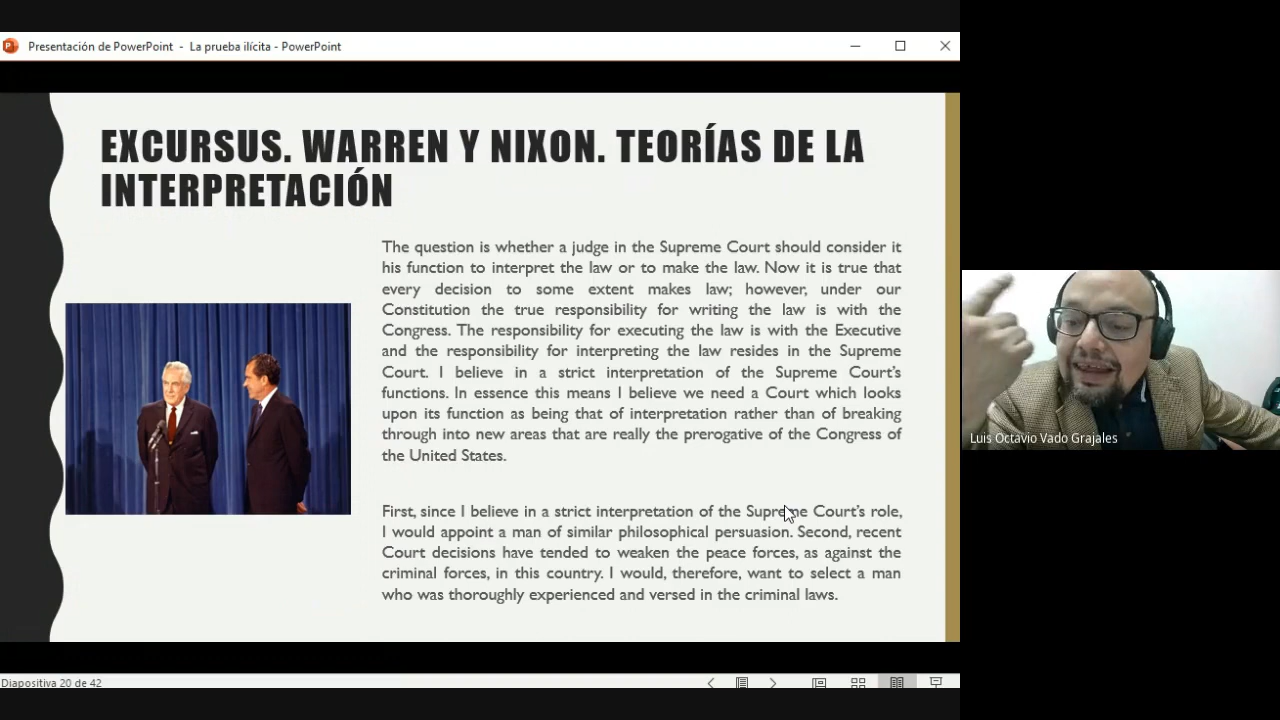 Presentación de PowerPoint - La prueba ilícita - PowerPoint
EXCURSUS. WARREN Y NIXON. TEORÍAS DE LA
INTERPRETACIÓN
The question is whether a judge in the Supreme Court should consider it
his function to interpret the law or to make the law. Now it is true that
every decision to some extent makes law; however, under our
Constitution the true responsibility for writing the law is with the
Congress. The responsibility for executing the law is with the Executive
and the responsibility for interpreting the law resides in the Supreme
Court. I believe in a strict interpretation of the Supreme Court's
functions. In essence this means I believe we need a Court which looks
upon its function as being that of interpretation rather than of breaking
through into new areas that are really the prerogative of the Congress of
the United States.
First, since I believe in a strict interpretation of the Supreme Court's role,
I would appoint a man of similar philosophical persuasion. Second, recent
Court decisions have tended to weaken the peace forces, as against the
criminal forces, in this country. I would, therefore, want to select a man
who was thoroughly experienced and versed in the criminal laws.
Luis Octavio Vado Grajales
Diapositiva 20 de 42